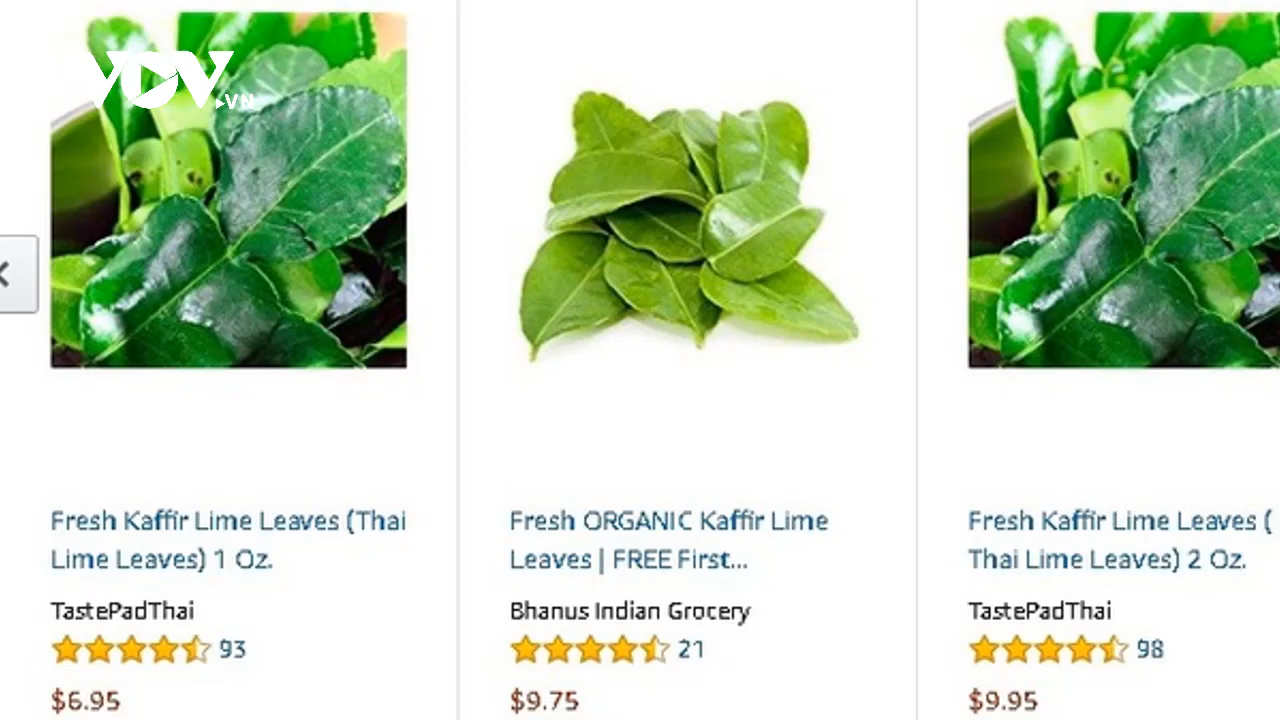 VOV.VN
Fresh Kaffir Lime Leaves (Thai
Lime Leaves) 1 Oz.
TastePadThai
93
$6.95
Fresh ORGANIC Kaffir Lime
Leaves | FREE First...
Bhanus Indian Grocery
21
$9.75
Fresh Kaffir Lime Leaves (
Thai Lime Leaves) 2 Oz.
TastePadThai
98
$9.95